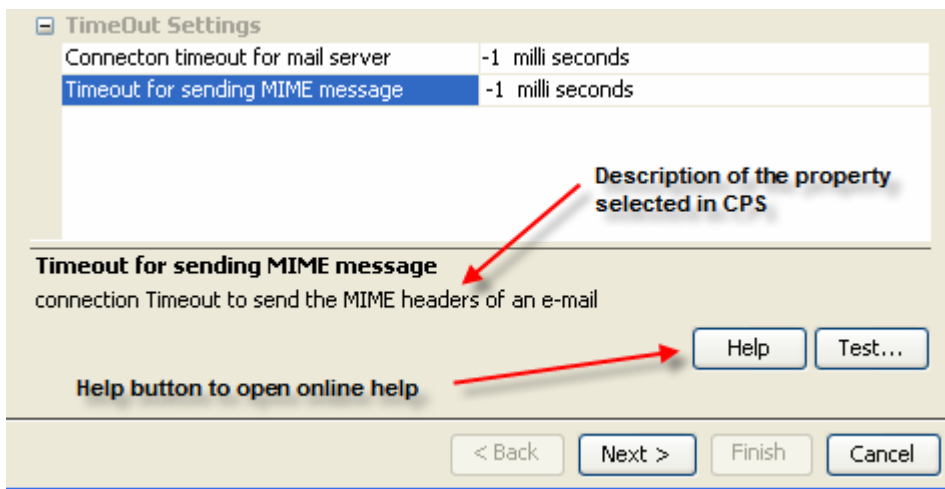 TimeOut Settings
Connecton timeout for mail server -1 milli seconds
Timeout for sending MIME message -1 milli seconds
Description of the property
selected in CPS
Timeout for sending MIME message
connection Timeout to send the MIME headers of an e-mail
Help Test...
Help button to open online help
< Back Next > Finish Cancel